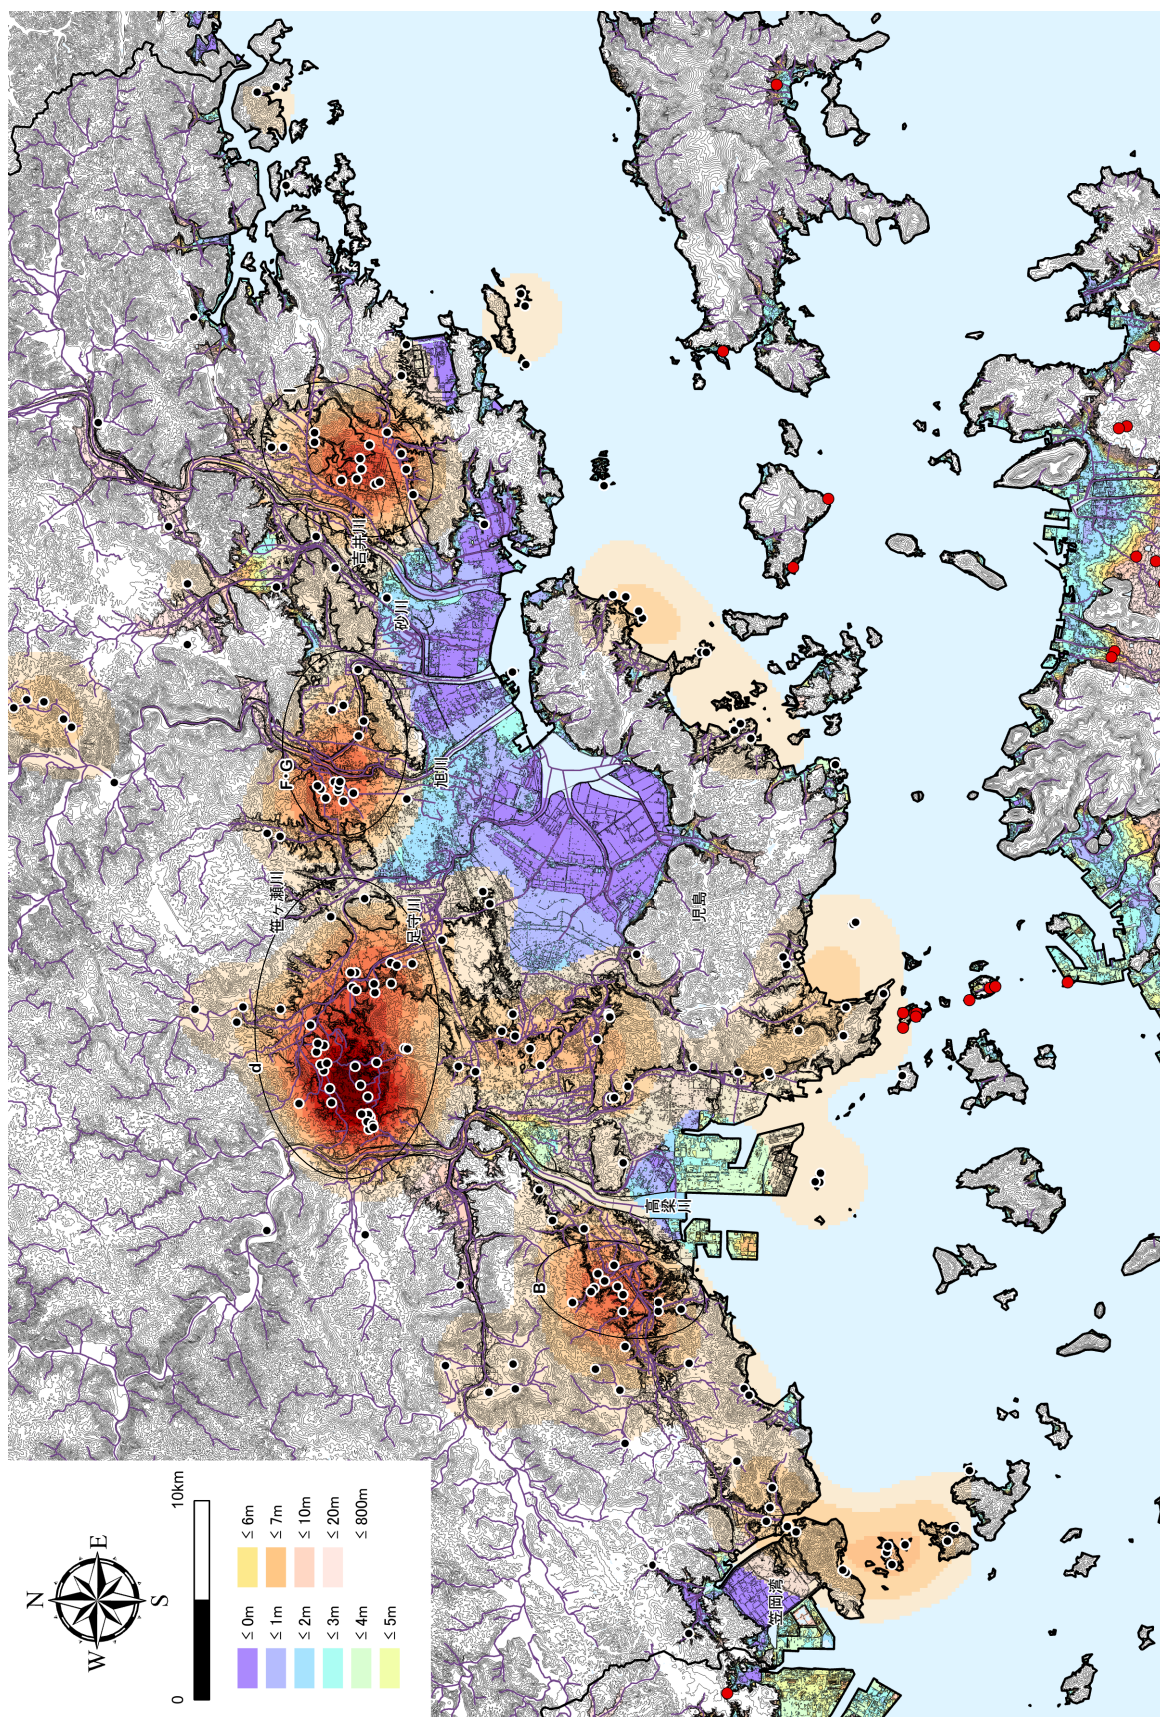 N
W
E
S
0
10km
≤ 0m
≤ 1m
≤ 2m
≤ 3m
≤ 4m
≤ 5m
≤ 6m
≤ 7m
≤ 10m
≤ 20m
≤ 800m
笠岡湾
B
高梁川
d
足守川
笹ヶ瀬川
児島
F・G
旭川
砂川
吉井川
I